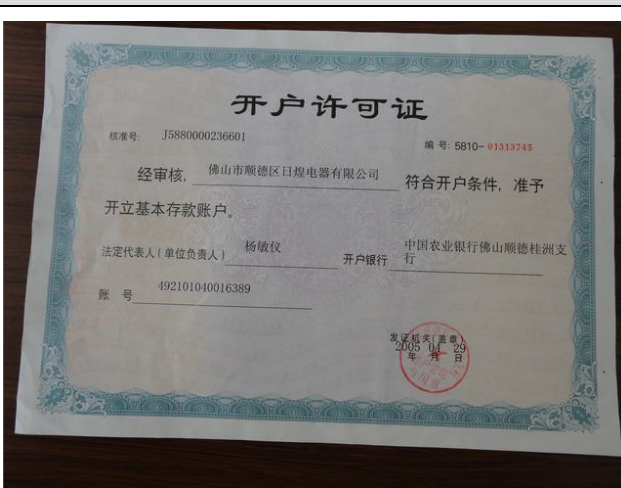 开户许可证
核准号: J5880000236601
编 号: 5810-01313745
经审核, 佛山市顺德区日煌电器有限公司 符合开户条件, 准予
开立基本存款账户。
法定代表人(单位负责人) 杨敏仪 开户银行 中国农业银行佛山顺德桂洲支
行
账 号 492101040016389
发证机关(盖章)
2005 04 29
年 月 日